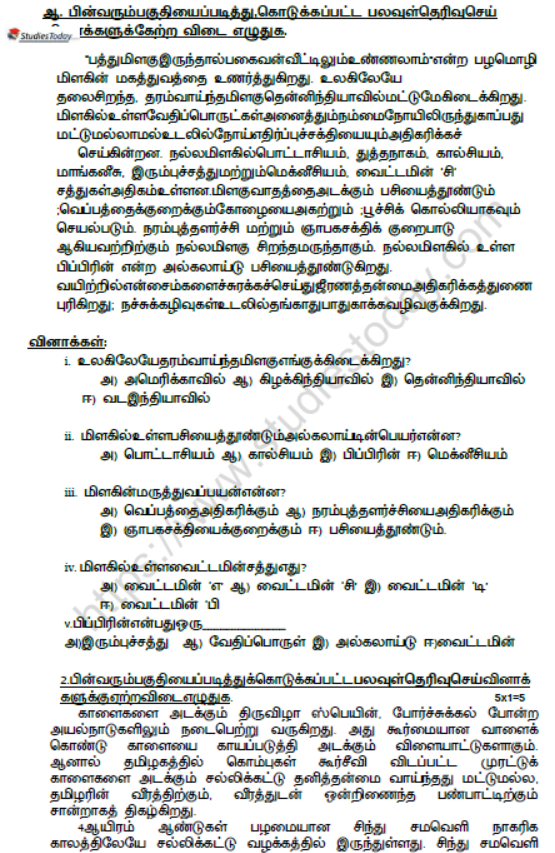 ஆ. பின்வரும்பகுதியைப்படித்து,கொடுக்கப்பட்ட பலவுள்தெரிவுசெய்
StudiesToday ர்க்களுக்கேற்ற விடை எழுதுக.
"பத்துமிளகுஇருந்தால்பகைவன்வீட்டிலும்உண்ணலாம்"என்ற பழமொழி
மிளகின் மகத்துவத்தை உணர்த்துகிறது. உலகிலேயே
தலைசிறந்த, தரம்வாய்ந்தமிளகுதென்னிந்தியாவில்மட்டுமேகிடைக்கிறது.
மிளகில்உள்ளவேதிப்பொருட்கள்அனைத்தும்நம்மைநோயிலிருந்துகாப்பது
மட்டுமல்லாமல்உடலில்நோய்எதிர்ப்புச்சக்தியையும்அதிகரிக்கச்
செய்கின்றன. நல்லமிளகில்பொட்டாசியம், துத்தநாகம், கால்சியம்,
மாங்கனீசு, இரும்புச்சத்துமற்றும்மெக்னீசியம், வைட்டமின் 'சி'
சத்துகள்அதிகம்உள்ளன.மிளகுவாதத்தைஅடக்கும் பசியைத்தூண்டும்
;வெப்பத்தைக்குறைக்கும்கோழையைஅகற்றும் ;பூச்சிக் கொல்லியாகவும்
செயல்படும். நரம்புத்தளர்ச்சி மற்றும் ஞாபகசக்திக் குறைபாடு
ஆகியவற்றிற்கும் நல்லமிளகு சிறந்தமருந்தாகும். நல்லமிளகில் உள்ள
பிப்பிரின் என்ற அல்கலாய்டு பசியைத்தூண்டுகிறது.
வயிற்றில்என்சைம்களைச்சுரக்கச்செய்துஜீரணத்தன்மைஅதிகரிக்கத்துணை
புரிகிறது; நச்சுக்கழிவுகள்உடலில்தங்காதுபாதுகாக்கவழிவகுக்கிறது.
வினாக்கள்:
i. உலகிலேயேதரம்வாய்ந்தமிளகுஎங்குக்கிடைக்கிறது?
அ) அமெரிக்காவில் ஆ) கிழக்கிந்தியாவில் இ) தென்னிந்தியாவில்
ஈ) வடஇந்தியாவில்
ii. மிளகில்உள்ளபசியைத்தூண்டும்அல்கலாய்டின்பெயர்என்ன?
அ) பொட்டாசியம் ஆ) கால்சியம் இ) பிப்பிரின் ஈ) மெக்னீசியம்
iii. மிளகின்மருத்துவப்பயன்என்ன?
அ) வெப்பத்தைஅதிகரிக்கும் ஆ) நரம்புத்தளர்ச்சியைஅதிகரிக்கும்
இ) ஞாபகசக்தியைக்குறைக்கும் ஈ) பசியைத்தூண்டும்.
iv. மிளகில்உள்ளவைட்டமின்சத்துஎது?
அ) வைட்டமின் 'ஏ' ஆ) வைட்டமின் 'சி' இ) வைட்டமின் 'டி'
ஈ) வைட்டமின் 'பி
v.பிப்பிரின்என்பதுஒரு____________
அ)இரும்புச்சத்து ஆ) வேதிப்பொருள் இ) அல்கலாய்டு ஈ)வைட்டமின்
2.பின்வரும்பகுதியைப்படித்துக்கொடுக்கப்பட்டபலவுள்தெரிவுசெய்வினாக்
களுக்குஏற்றவிடைஎழுதுக. 5x1=5
காளைகளை அடக்கும் திருவிழா ஸ்பெயின், போர்ச்சுக்கல் போன்ற
அயல்நாடுகளிலும் நடைபெற்று வருகிறது. அது கூர்மையான வாளைக்
கொண்டு காளையை காயப்படுத்தி அடக்கும் விளையாட்டுகளாகும்.
ஆனால் தமிழகத்தில் கொம்புகள் கூர்சீவி விடப்பட்ட முரட்டுக்
காளைகளை அடக்கும் சல்லிக்கட்டு தனித்தன்மை வாய்ந்தது மட்டுமல்ல,
தமிழரின் வீரத்திற்கும், வீரத்துடன் ஒன்றிணைந்த பண்பாட்டிற்கும்
சான்றாகத் திகழ்கிறது.
4ஆயிரம் ஆண்டுகள் பழமையான சிந்து சமவெளி நாகரிக
காலத்திலேயே சல்லிக்கட்டு வழக்கத்தில் இருந்துள்ளது. சிந்து சமவெளி
https://www.studiestoday.com